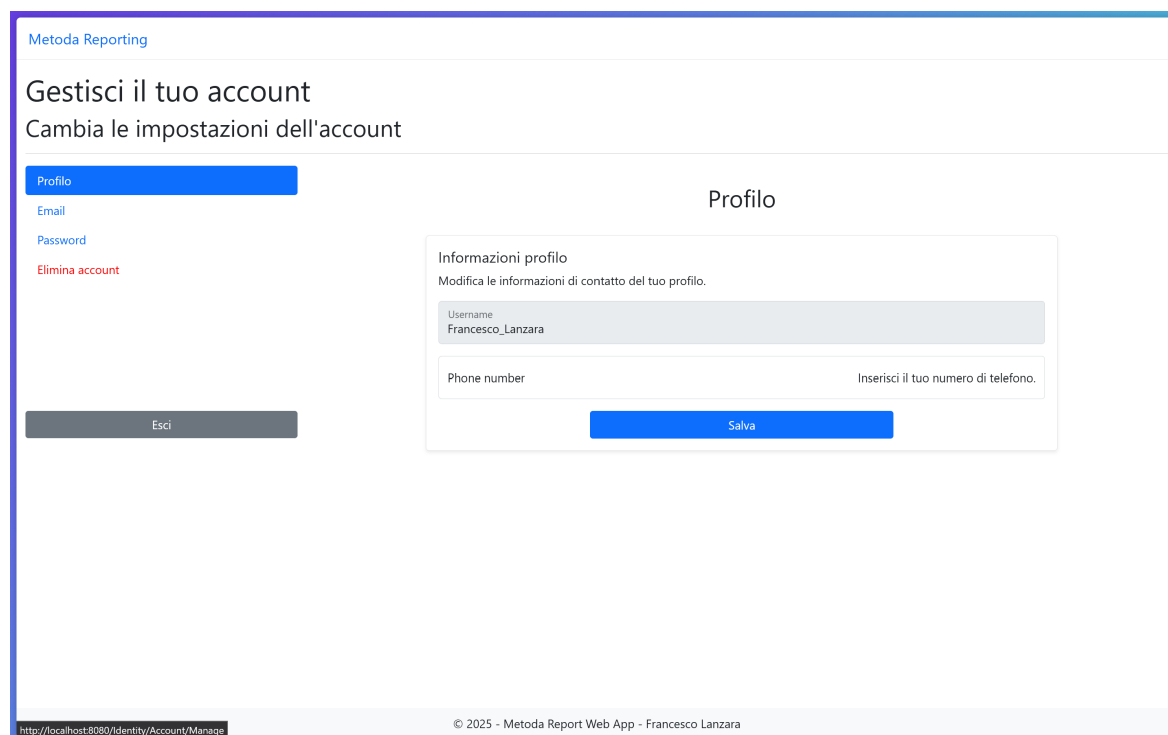 Metoda Reporting
Gestisci il tuo account
Cambia le impostazioni dell'account
Profilo
Email
Password
Elimina account
Esci
Profilo
Informazioni profilo
Modifica le informazioni di contatto del tuo profilo.
Username
Francesco_Lanzara
Phone number Inserisci il tuo numero di telefono.
Salva
© 2025 - Metoda Report Web App - Francesco Lanzara
http://localhost:8080/Identity/Account/Manage